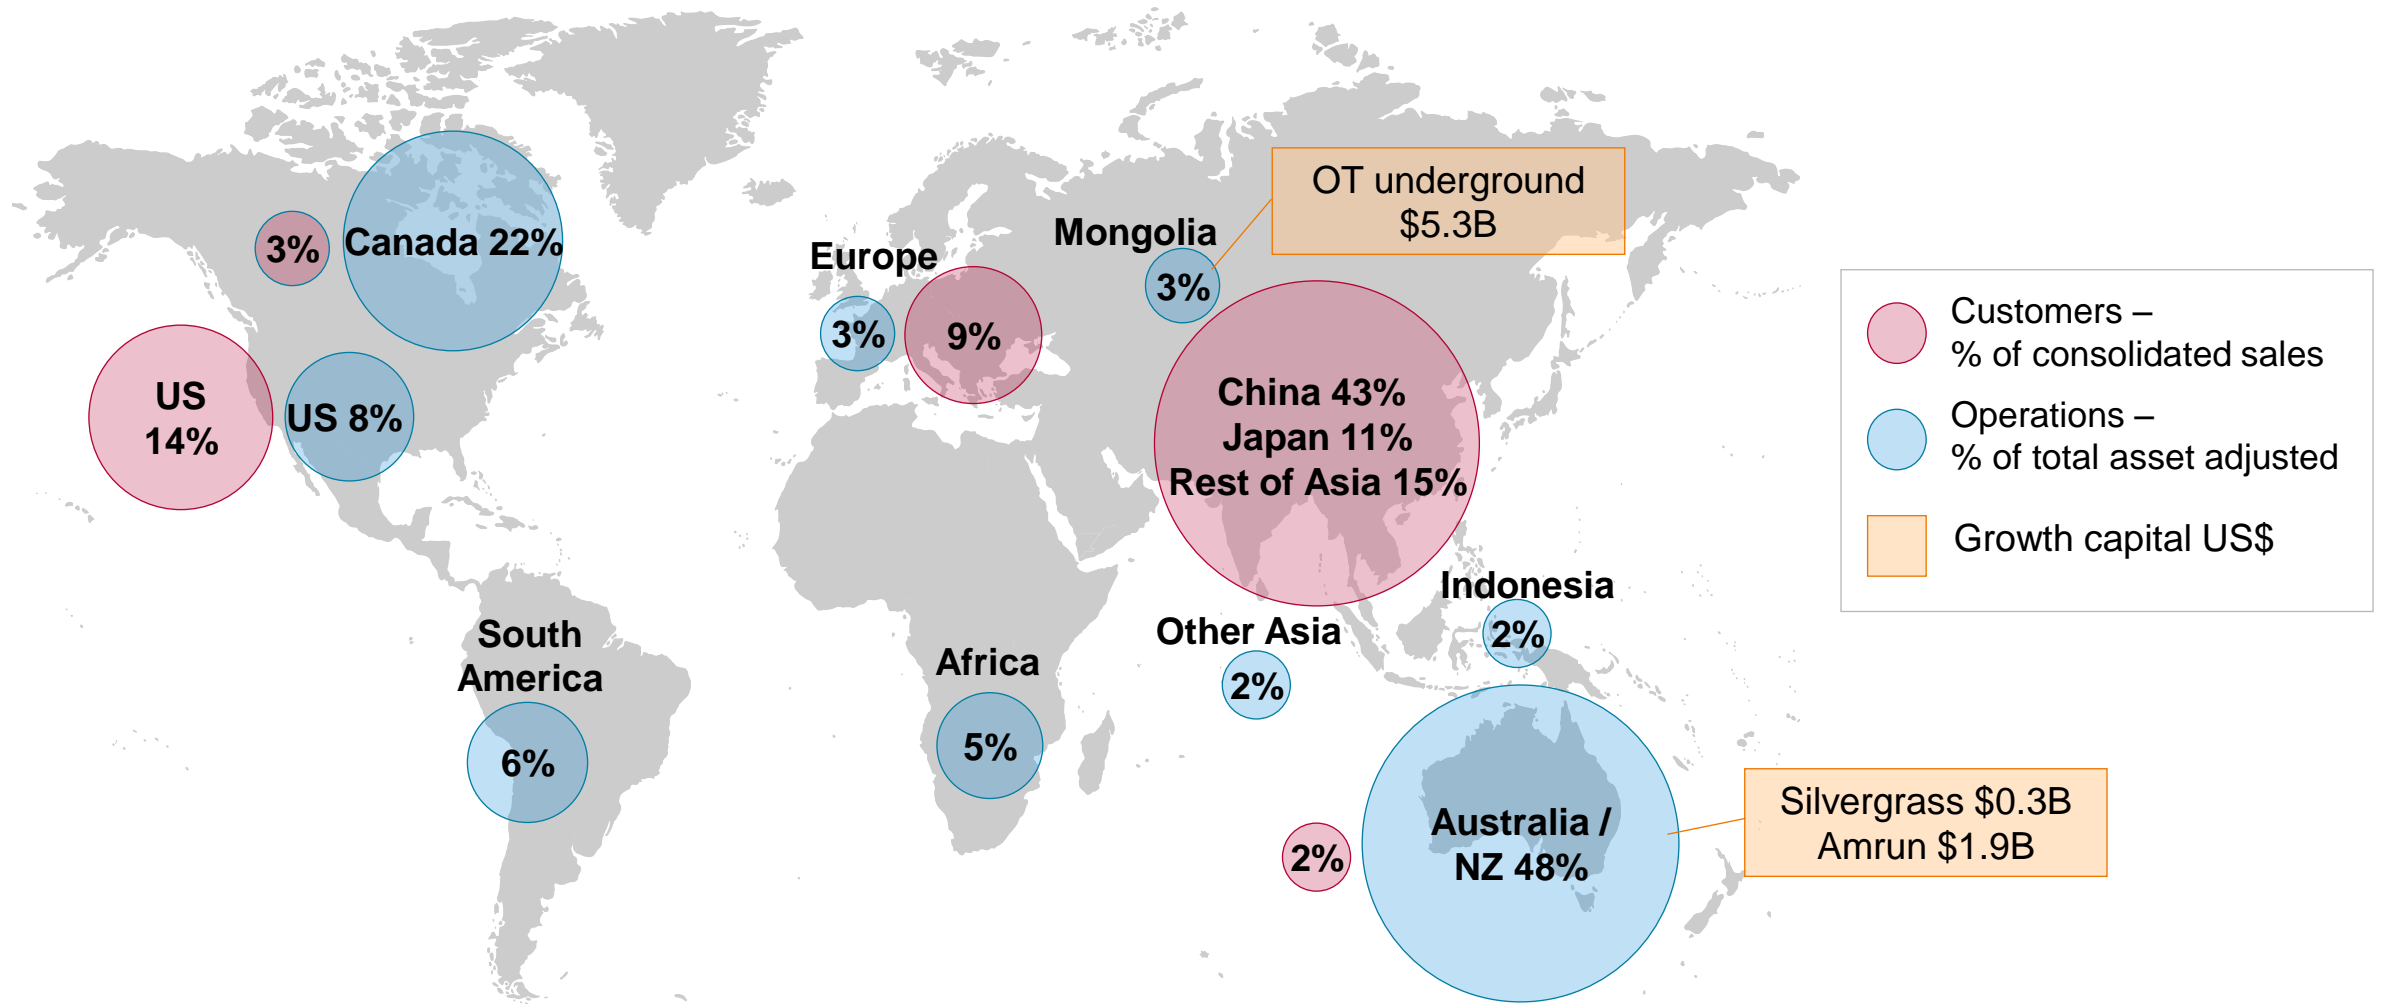 OT underground
$5.3B
Mongolia
3%
Canada 22%
3%
Europe
3%
9%
US
14%
US 8%
China 43%
Japan 11%
Rest of Asia 15%
Customers –
% of consolidated sales
Operations –
% of total asset adjusted
Growth capital US$
Indonesia
2%
Other Asia
2%
South
America
6%
Africa
5%
Australia /
NZ 48%
2%
Silvergrass $0.3B
Amrun $1.9B